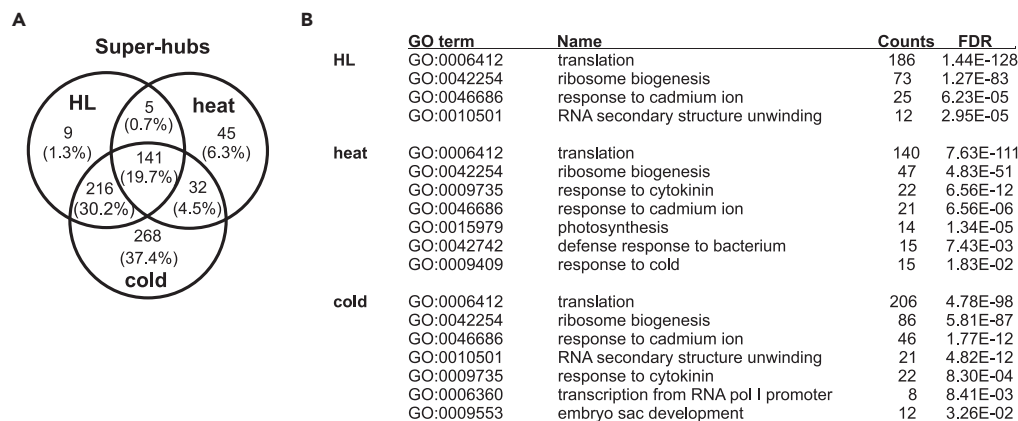 A
Super-hubs
HL
heat
5
(0.7%)
9
(1.3%)
45
(6.3%)
141
(19.7%)
216
(30.2%)
32
(4.5%)
268
(37.4%)
cold
B
GO term Name Counts FDR
HL GO:0006412 translation 186 1.44E-128
GO:0042254 ribosome biogenesis 73 1.27E-83
GO:0046686 response to cadmium ion 25 6.23E-05
GO:0010501 RNA secondary structure unwinding 12 2.95E-05
heat GO:0006412 translation 140 7.63E-111
GO:0042254 ribosome biogenesis 47 4.83E-51
GO:0009735 response to cytokinin 22 6.56E-12
GO:0046686 response to cadmium ion 21 6.56E-06
GO:0015979 photosynthesis 14 1.34E-05
GO:0042742 defense response to bacterium 15 7.43E-03
GO:0009409 response to cold 15 1.83E-02
cold GO:0006412 translation 206 4.78E-98
GO:0042254 ribosome biogenesis 86 5.81E-87
GO:0046686 response to cadmium ion 46 1.77E-12
GO:0010501 RNA secondary structure unwinding 21 4.82E-12
GO:0009735 response to cytokinin 22 8.30E-04
GO:0006360 transcription from RNA pol I promoter 8 8.41E-03
GO:0009553 embryo sac development 12 3.26E-02